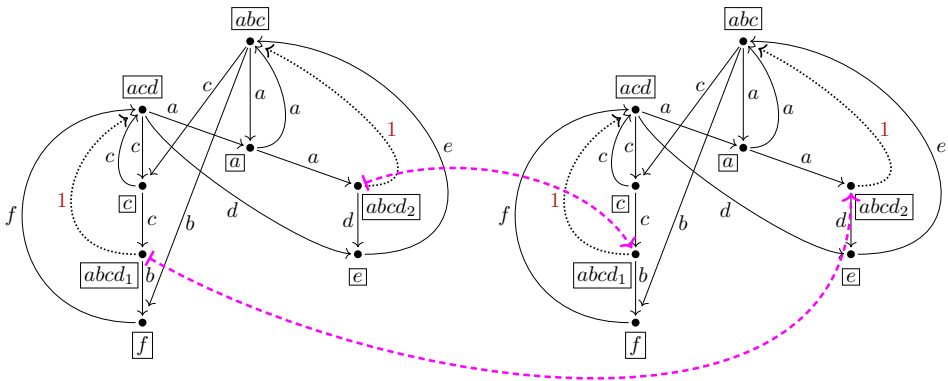 abc abc
acd acd
c a a c a a
a a
1 1
c a a e c a a e
c c
c abcd₂ c abcd₂
1 c d b d 1 c d b d
f f
abcd₁ b e abcd₁ b e
f f